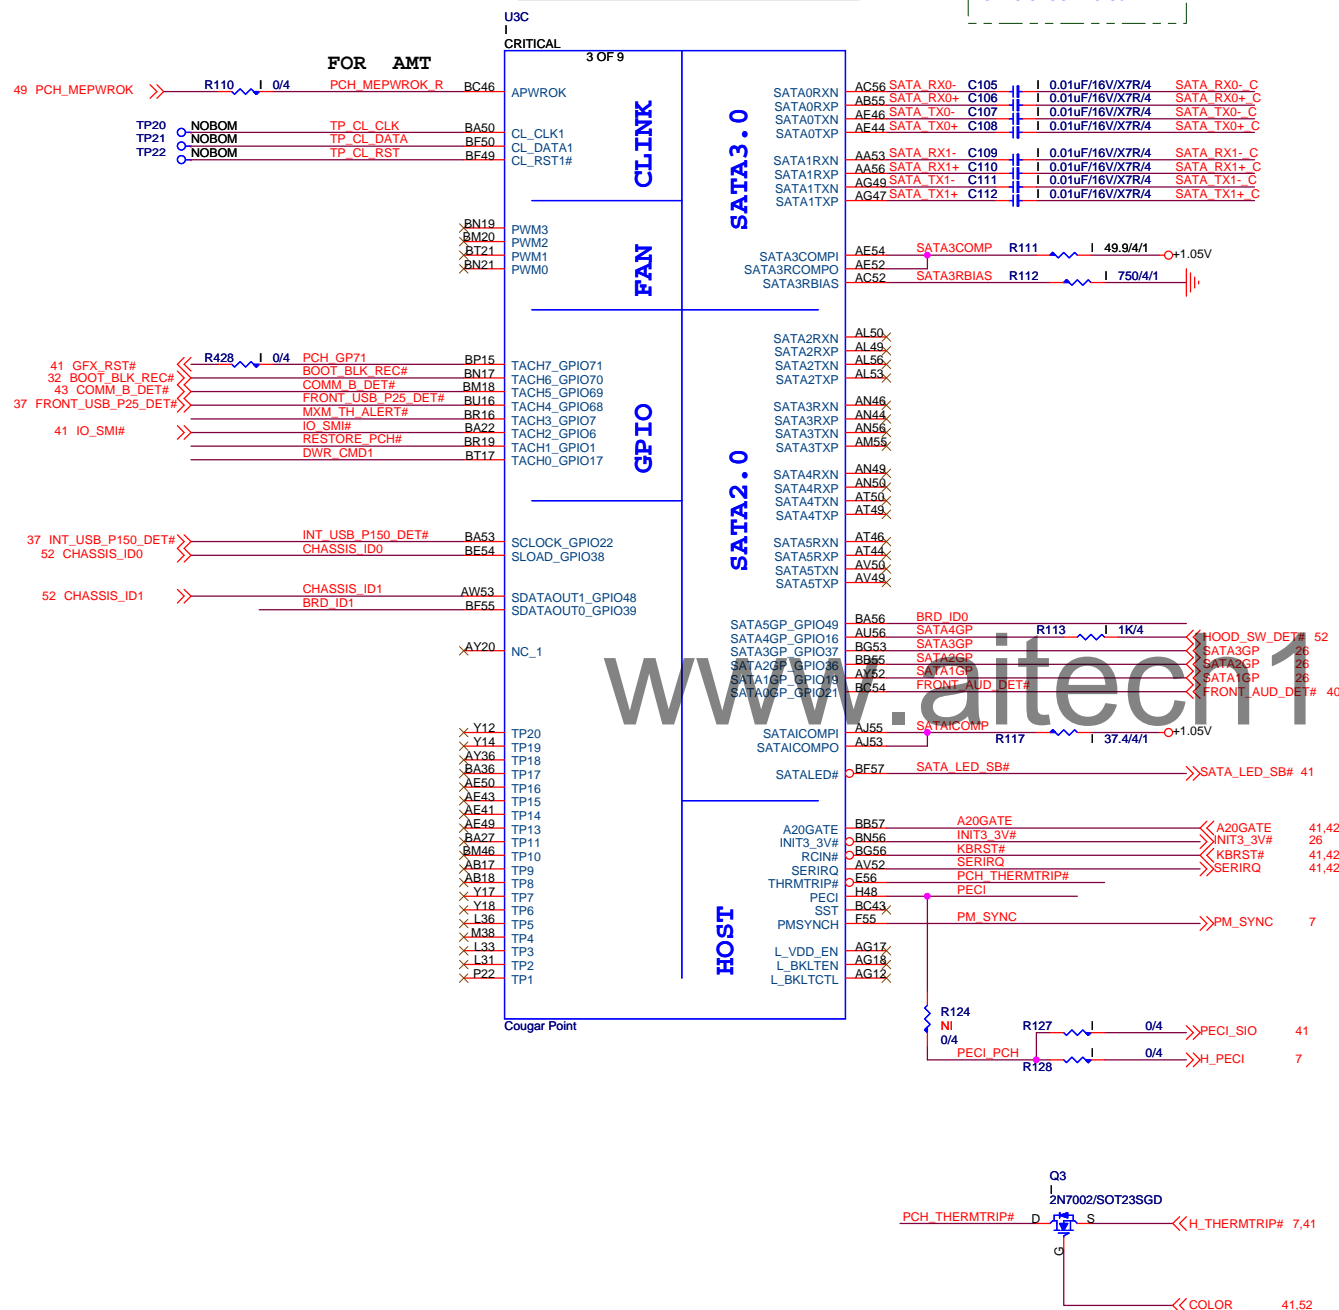 U3C
I
CRITICAL
3 OF 9
FOR AMT
49 PCH_MEPWROK R110 I 0/4 PCH_MEPWROK_R BC46 APWROK
TP20 NOBOM TP_CL_CLK BA50 CL_CLK1
TP21 NOBOM TP_CL_DATA BF50 CL_DATA1
TP22 NOBOM TP_CL_RST BF49 CL_RST1#
CLINK
BN19 PWM3
BM20 PWM2
BT21 PWM1
BN21 PWM0
FAN
41 GFX_RST# R428 I 0/4 PCH_GP71 BP15 TACH7_GPIO71
32 BOOT_BLK_REC# BOOT_BLK_REC# BN17 TACH6_GPIO70
43 COMM_B_DET# COMM_B_DET# BM18 TACH5_GPIO69
37 FRONT_USB_P25_DET# FRONT_USB_P25_DET# BU16 TACH4_GPIO68
MXM_TH_ALERT# BR16 TACH3_GPIO7
41 IO_SMI# IO_SMI# BA22 TACH2_GPIO6
RESTORE_PCH# BR19 TACH1_GPIO1
DWR_CMD1 BT17 TACH0_GPIO17
GPIO
37 INT_USB_P150_DET# INT_USB_P150_DET# BA53 SCLOCK_GPIO22
52 CHASSIS_ID0 CHASSIS_ID0 BE54 SLOAD_GPIO38
52 CHASSIS_ID1 CHASSIS_ID1 AW53 SDATAOUT1_GPIO48
BRD_ID1 BF55 SDATAOUT0_GPIO39
AY20 NC_1
Y12 TP20
Y14 TP19
AY36 TP18
BA36 TP17
AE50 TP16
AE43 TP15
AE41 TP14
AE49 TP13
BA27 TP11
BM46 TP10
AB17 TP9
AB18 TP8
Y17 TP7
Y18 TP6
L36 TP5
M38 TP4
L33 TP3
L31 TP2
P22 TP1
Cougar Point
SATA3.0
SATA0RXN AC56 SATA_RX0- C105 I 0.01uF/16V/X7R/4 SATA_RX0-_C
SATA0RXP AB55 SATA_RX0+ C106 I 0.01uF/16V/X7R/4 SATA_RX0+_C
SATA0TXN AE46 SATA_TX0- C107 I 0.01uF/16V/X7R/4 SATA_TX0-_C
SATA0TXP AE44 SATA_TX0+ C108 I 0.01uF/16V/X7R/4 SATA_TX0+_C
SATA1RXN AA53 SATA_RX1- C109 I 0.01uF/16V/X7R/4 SATA_RX1-_C
SATA1RXP AA56 SATA_RX1+ C110 I 0.01uF/16V/X7R/4 SATA_RX1+_C
SATA1TXN AG49 SATA_TX1- C111 I 0.01uF/16V/X7R/4 SATA_TX1-_C
SATA1TXP AG47 SATA_TX1+ C112 I 0.01uF/16V/X7R/4 SATA_TX1+_C
SATA3COMPI AE54 SATA3COMP R111 I 49.9/4/1 +1.05V
SATA3RCOMPO AE52
SATA3RBIAS AC52 SATA3RBIAS R112 I 750/4/1
SATA2.0
SATA2RXN AL50
SATA2RXP AL49
SATA2TXN AL56
SATA2TXP AL53
SATA3RXN AN46
SATA3RXP AN44
SATA3TXN AN56
SATA3TXP AM55
SATA4RXN AN49
SATA4RXP AN50
SATA4TXN AT50
SATA4TXP AT49
SATA5RXN AT46
SATA5RXP AT44
SATA5TXN AV50
SATA5TXP AV49
SATA5GP_GPIO49 BA56 BRD_ID0
SATA4GP_GPIO16 AU56 SATA4GP R113 I 1K/4 HOOD_SW_DET# 52
SATA3GP_GPIO37 BG53 SATA3GP SATA3GP 26
SATA2GP_GPIO36 BB55 SATA2GP SATA2GP 26
SATA1GP_GPIO19 AY52 SATA1GP SATA1GP 26
SATA0GP_GPIO21 BC54 FRONT_AUD_DET# FRONT_AUD_DET# 40
www.aitech1
SATAICOMPI AJ55 SATAICOMP R117 I 37.4/4/1 +1.05V
SATAICOMPO AJ53
SATALED# BF57 SATA_LED_SB# SATA_LED_SB# 41
HOST
A20GATE BB57 A20GATE A20GATE 41,42
INIT3_3V# BN56 INIT3_3V# INIT3_3V# 26
RCIN# BG56 KBRST# KBRST# 41,42
SERIRQ AV52 SERIRQ SERIRQ 41,42
THRMTRIP# E56 PCH_THERMTRIP#
PECI H48 PECI
SST BC43
PMSYNCH F55 PM_SYNC PM_SYNC 7
L_VDD_EN AG17
L_BKLTEN AG18
L_BKLTCTL AG12
R124
NI
0/4
R127 I 0/4 PECI_SIO 41
PECI_PCH R128 I 0/4 H_PECI 7
Q3
I
2N7002/SOT23SGD
PCH_THERMTRIP# D S H_THERMTRIP# 7,41
G
COLOR 41,52